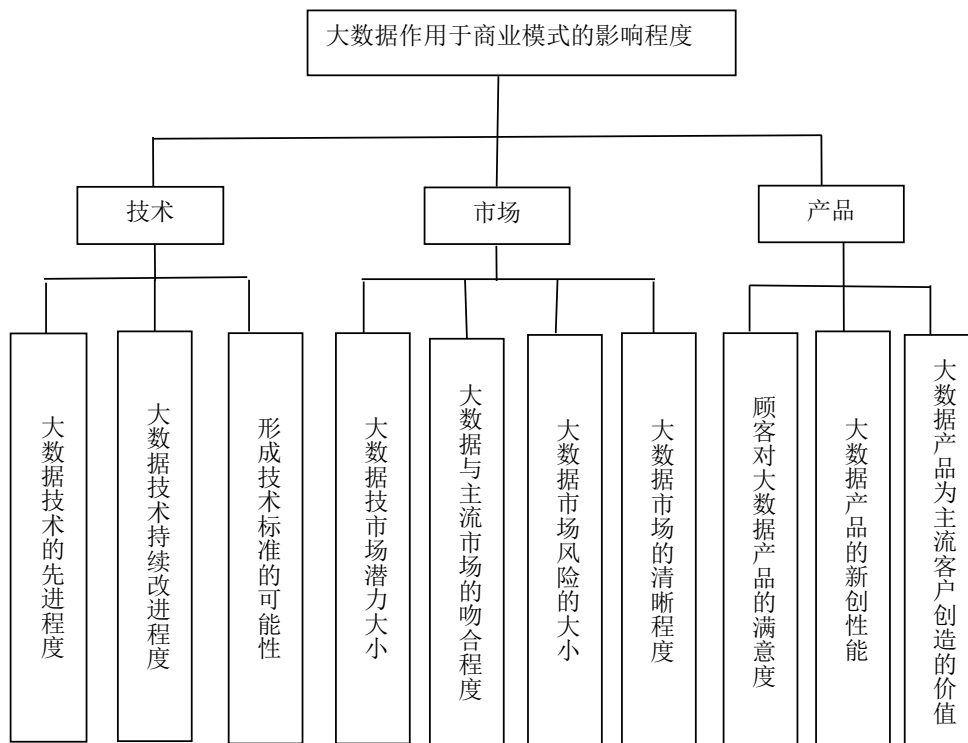 大数据作用于商业模式的影响程度
技术
市场
产品
大数据技术的先进程度
大数据技术持续改进程度
形成技术标准的可能性
大数据技市场潜力大小
大数据与主流市场的吻合程度
大数据市场风险的大小
大数据市场的清晰程度
顾客对大数据产品的满意度
大数据产品的新创性能
大数据产品为主流客户创造的价值